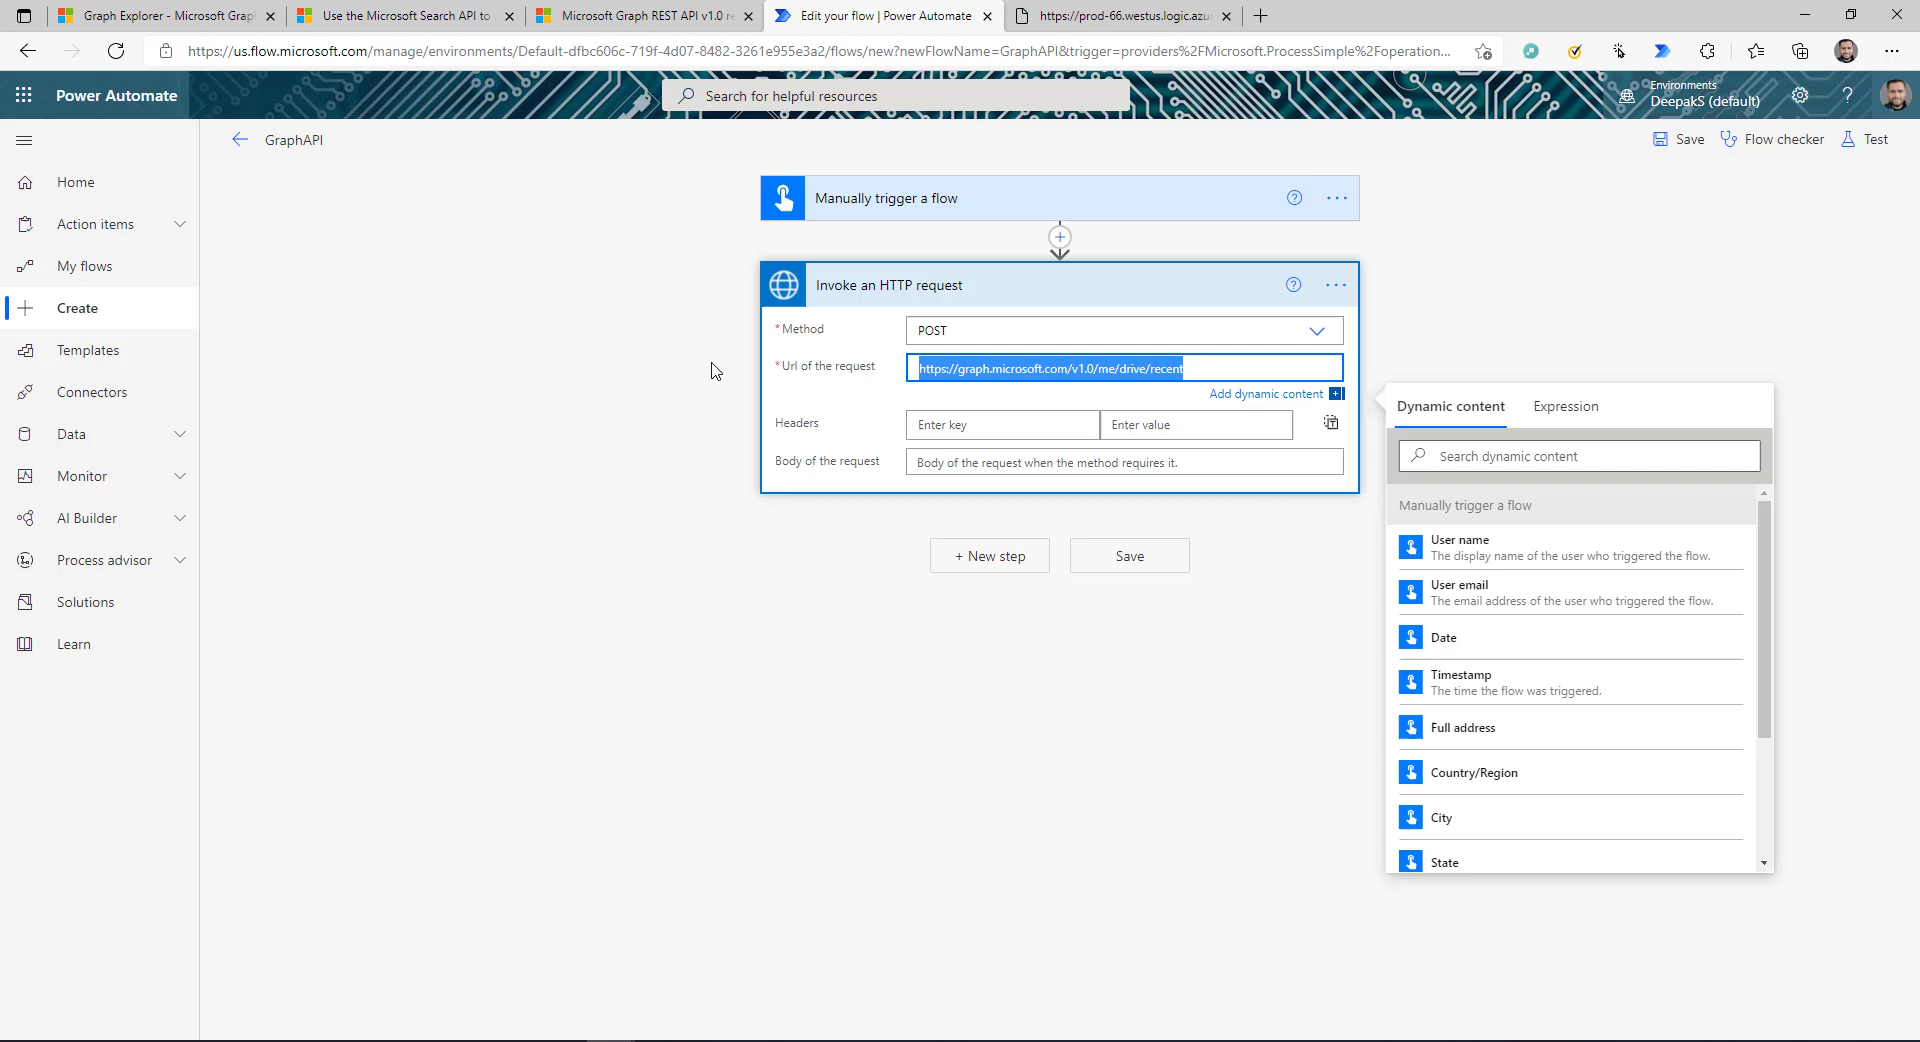 Graph Explorer - Microsoft Grap
Use the Microsoft Search API to
Microsoft Graph REST API v1.0 re
Edit your flow | Power Automate
https://prod-66.westus.logic.azu
https://us.flow.microsoft.com/manage/environments/Default-dfbc606c-719f-4d07-8482-3261e955e3a2/flows/new?newFlowName=GraphAPI&trigger=providers%2FMicrosoft.ProcessSimple%2Foperation...
Power Automate
Search for helpful resources
Environments
DeepakS (default)
?
GraphAPI
Save
Flow checker
Test
Home
Action items
My flows
Create
Templates
Connectors
Data
Monitor
AI Builder
Process advisor
Solutions
Learn
Manually trigger a flow
Invoke an HTTP request
* Method
POST
* Url of the request
https://graph.microsoft.com/v1.0/me/drive/recent
Add dynamic content
Headers
Enter key
Enter value
Body of the request
Body of the request when the method requires it.
+ New step
Save
Dynamic content
Expression
Search dynamic content
Manually trigger a flow
User name
The display name of the user who triggered the flow.
User email
The email address of the user who triggered the flow.
Date
Timestamp
The time the flow was triggered.
Full address
Country/Region
City
State